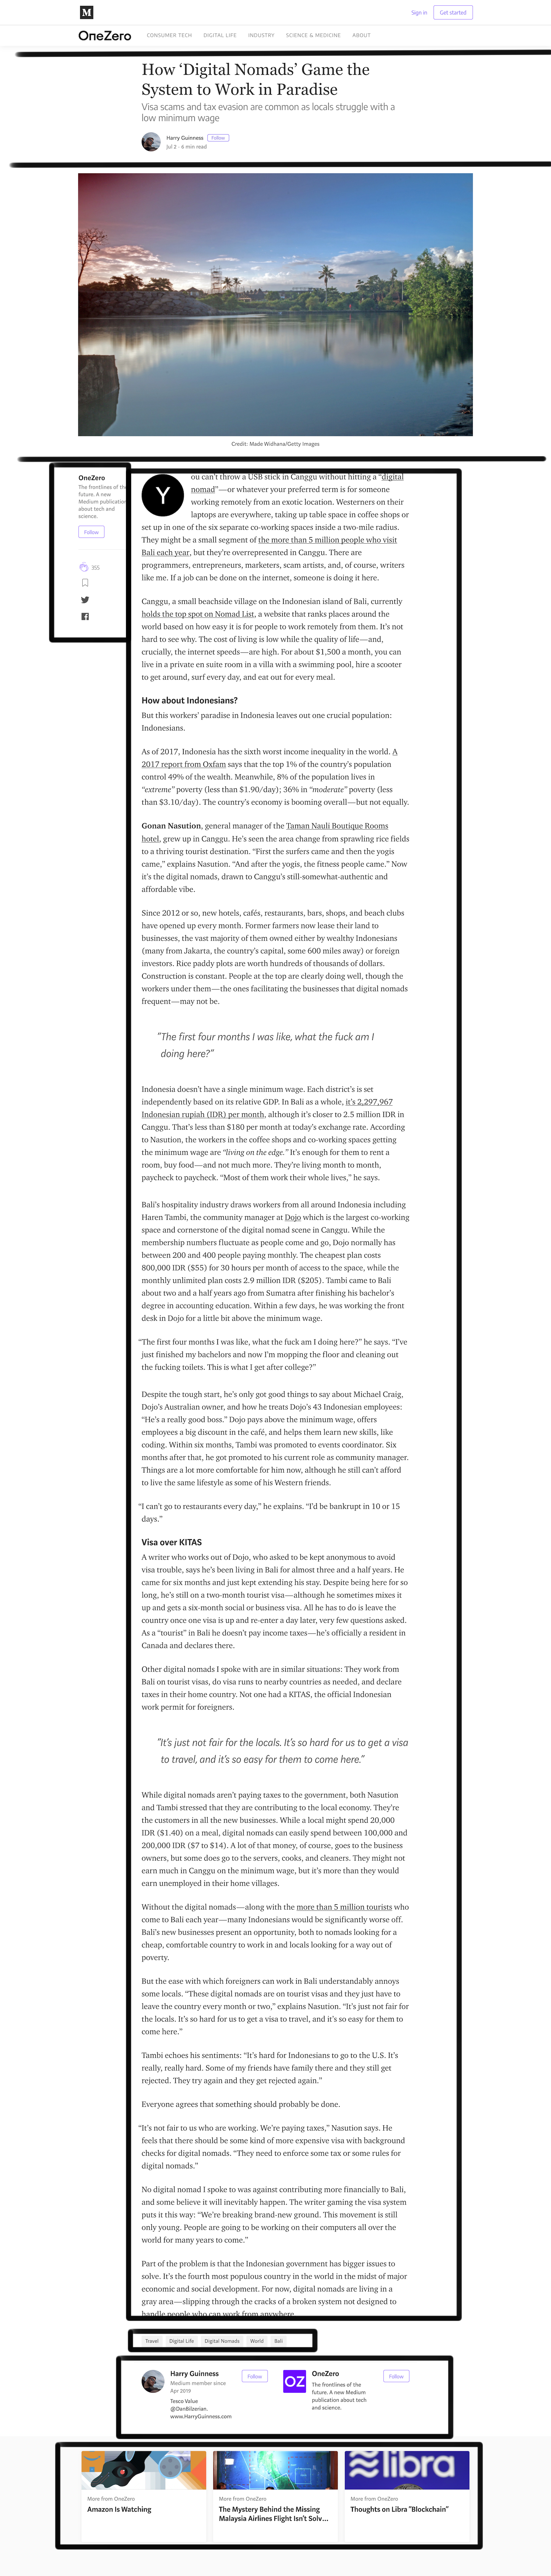 M
Sign in
Get started
OneZero
CONSUMER TECH
DIGITAL LIFE
INDUSTRY
SCIENCE & MEDICINE
ABOUT
How ‘Digital Nomads’ Game the
System to Work in Paradise
Visa scams and tax evasion are common as locals struggle with a
low minimum wage
Harry Guinness
Follow
Jul 2 · 6 min read
Credit: Made Widhana/Getty Images
OneZero
The frontlines of the
future. A new
Medium publication
about tech and
science.
Follow
355
You can’t throw a USB stick in Canggu without hitting a “digital
nomad”—or whatever your preferred term is for someone
working remotely from an exotic location. Westerners on their
laptops are everywhere, taking up table space in coffee shops or
set up in one of the six separate co-working spaces inside a two-mile radius.
They might be a small segment of the more than 5 million people who visit
Bali each year, but they’re overrepresented in Canggu. There are
programmers, entrepreneurs, marketers, scam artists, and, of course, writers
like me. If a job can be done on the internet, someone is doing it here.
Canggu, a small beachside village on the Indonesian island of Bali, currently
holds the top spot on Nomad List, a website that ranks places around the
world based on how easy it is for people to work remotely from them. It’s not
hard to see why. The cost of living is low while the quality of life—and,
crucially, the internet speeds—are high. For about $1,500 a month, you can
live in a private en suite room in a villa with a swimming pool, hire a scooter
to get around, surf every day, and eat out for every meal.
How about Indonesians?
But this workers’ paradise in Indonesia leaves out one crucial population:
Indonesians.
As of 2017, Indonesia has the sixth worst income inequality in the world. A
2017 report from Oxfam says that the top 1% of the country’s population
control 49% of the wealth. Meanwhile, 8% of the population lives in
“extreme” poverty (less than $1.90/day); 36% in “moderate” poverty (less
than $3.10/day). The country’s economy is booming overall—but not equally.
Gonan Nasution, general manager of the Taman Nauli Boutique Rooms
hotel, grew up in Canggu. He’s seen the area change from sprawling rice fields
to a thriving tourist destination. “First the surfers came and then the yogis
came,” explains Nasution. “And after the yogis, the fitness people came.” Now
it’s the digital nomads, drawn to Canggu’s still-somewhat-authentic and
affordable vibe.
Since 2012 or so, new hotels, cafés, restaurants, bars, shops, and beach clubs
have opened up every month. Former farmers now lease their land to
businesses, the vast majority of them owned either by wealthy Indonesians
(many from Jakarta, the country’s capital, some 600 miles away) or foreign
investors. Rice paddy plots are worth hundreds of thousands of dollars.
Construction is constant. People at the top are clearly doing well, though the
workers under them—the ones facilitating the businesses that digital nomads
frequent—may not be.
“The first four months I was like, what the fuck am I
doing here?”
Indonesia doesn’t have a single minimum wage. Each district’s is set
independently based on its relative GDP. In Bali as a whole, it’s 2,297,967
Indonesian rupiah (IDR) per month, although it’s closer to 2.5 million IDR in
Canggu. That’s less than $180 per month at today’s exchange rate. According
to Nasution, the workers in the coffee shops and co-working spaces getting
the minimum wage are “living on the edge.” It’s enough for them to rent a
room, buy food—and not much more. They’re living month to month,
paycheck to paycheck. “Most of them work their whole lives,” he says.
Bali’s hospitality industry draws workers from all around Indonesia including
Haren Tambi, the community manager at Dojo which is the largest co-working
space and cornerstone of the digital nomad scene in Canggu. While the
membership numbers fluctuate as people come and go, Dojo normally has
between 200 and 400 people paying monthly. The cheapest plan costs
800,000 IDR ($55) for 30 hours per month of access to the space, while the
monthly unlimited plan costs 2.9 million IDR ($205). Tambi came to Bali
about two and a half years ago from Sumatra after finishing his bachelor’s
degree in accounting education. Within a few days, he was working the front
desk in Dojo for a little bit above the minimum wage.
“The first four months I was like, what the fuck am I doing here?” he says. “I’ve
just finished my bachelors and now I’m mopping the floor and cleaning out
the fucking toilets. This is what I get after college?”
Despite the tough start, he’s only got good things to say about Michael Craig,
Dojo’s Australian owner, and how he treats Dojo’s 43 Indonesian employees:
“He’s a really good boss.” Dojo pays above the minimum wage, offers
employees a big discount in the café, and helps them learn new skills, like
coding. Within six months, Tambi was promoted to events coordinator. Six
months after that, he got promoted to his current role as community manager.
Things are a lot more comfortable for him now, although he still can’t afford
to live the same lifestyle as some of his Western friends.
“I can’t go to restaurants every day,” he explains. “I’d be bankrupt in 10 or 15
days.”
Visa over KITAS
A writer who works out of Dojo, who asked to be kept anonymous to avoid
visa trouble, says he’s been living in Bali for almost three and a half years. He
came for six months and just kept extending his stay. Despite being here for so
long, he’s still on a two-month tourist visa—although he sometimes mixes it
up and gets a six-month social or business visa. All he has to do is leave the
country once one visa is up and re-enter a day later, very few questions asked.
As a “tourist” in Bali he doesn’t pay income taxes—he’s officially a resident in
Canada and declares there.
Other digital nomads I spoke with are in similar situations: They work from
Bali on tourist visas, do visa runs to nearby countries as needed, and declare
taxes in their home country. Not one had a KITAS, the official Indonesian
work permit for foreigners.
“It’s just not fair for the locals. It’s so hard for us to get a visa
to travel, and it’s so easy for them to come here.”
While digital nomads aren’t paying taxes to the government, both Nasution
and Tambi stressed that they are contributing to the local economy. They’re
the customers in all the new businesses. While a local might spend 20,000
IDR ($1.40) on a meal, digital nomads can easily spend between 100,000 and
200,000 IDR ($7 to $14). A lot of that money, of course, goes to the business
owners, but some does go to the servers, cooks, and cleaners. They might not
earn much in Canggu on the minimum wage, but it’s more than they would
earn unemployed in their home villages.
Without the digital nomads—along with the more than 5 million tourists who
come to Bali each year—many Indonesians would be significantly worse off.
Bali’s new businesses present an opportunity, both to nomads looking for a
cheap, comfortable country to work in and locals looking for a way out of
poverty.
But the ease with which foreigners can work in Bali understandably annoys
some locals. “These digital nomads are on tourist visas and they just have to
leave the country every month or two,” explains Nasution. “It’s just not fair for
the locals. It’s so hard for us to get a visa to travel, and it’s so easy for them to
come here.”
Tambi echoes his sentiments: “It’s hard for Indonesians to go to the U.S. It’s
really, really hard. Some of my friends have family there and they still get
rejected. They try again and they get rejected again.”
Everyone agrees that something should probably be done.
“It’s not fair to us who are working. We’re paying taxes,” Nasution says. He
feels that there should be some kind of more expensive visa with background
checks for digital nomads. “They need to enforce some tax or some rules for
digital nomads.”
No digital nomad I spoke to was against contributing more financially to Bali,
and some believe it will inevitably happen. The writer gaming the visa system
puts it this way: “We’re breaking brand-new ground. This movement is still
only young. People are going to be working on their computers all over the
world for many years to come.”
Part of the problem is that the Indonesian government has bigger issues to
solve. It’s the fourth most populous country in the world in the midst of major
economic and social development. For now, digital nomads are living in a
gray area—slipping through the cracks of a broken system not designed to
handle people who can work from anywhere.
Travel
Digital Life
Digital Nomads
World
Bali
Harry Guinness
Follow
Medium member since
Apr 2019
Tesco Value
@DanBilzerian.
www.HarryGuinness.com
OZ
OneZero
Follow
The frontlines of the
future. A new Medium
publication about tech
and science.
More from OneZero
Amazon Is Watching
More from OneZero
The Mystery Behind the Missing
Malaysia Airlines Flight Isn’t Solv…
libra
More from OneZero
Thoughts on Libra “Blockchain”